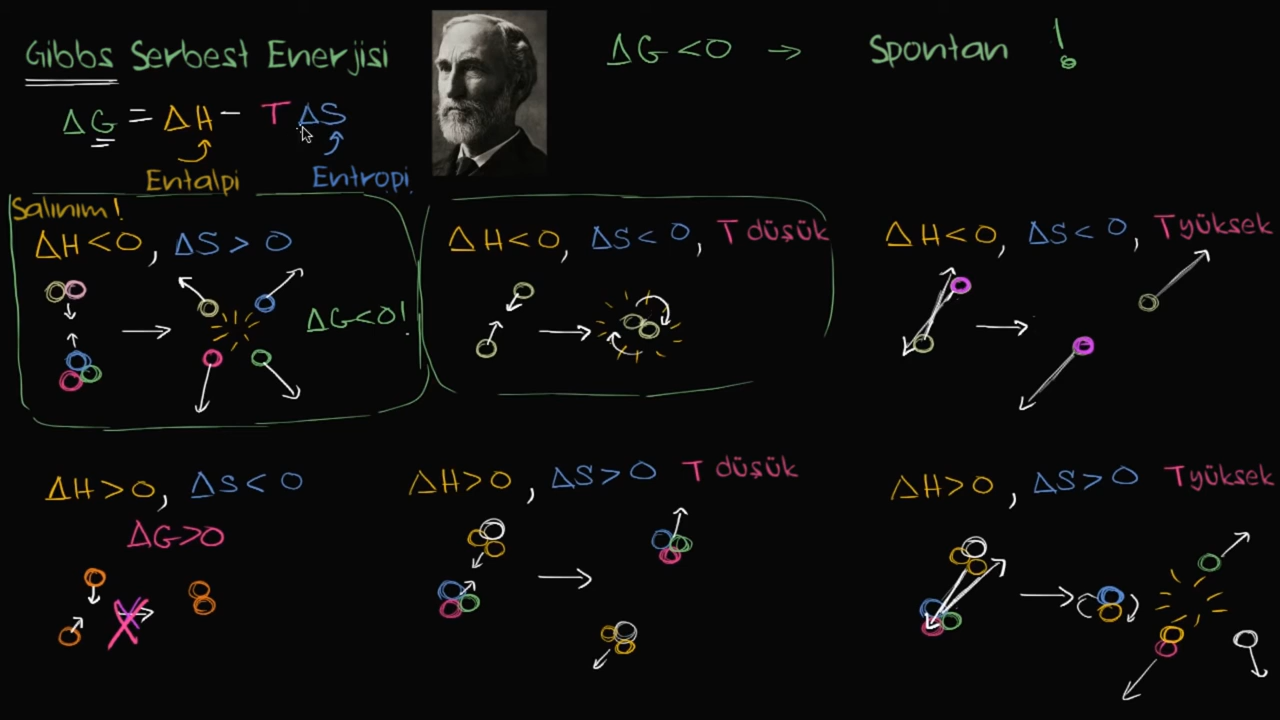 Gibbs Serbest Enerjisi
ΔG = ΔH - TΔS
Entalpi
Entropi
ΔG < 0 → Spontan !
Salınım!
ΔH < 0, ΔS > 0
ΔG < 0!
ΔH < 0, ΔS < 0, T düşük
ΔH < 0, ΔS < 0, T yüksek
ΔH > 0, ΔS < 0
ΔG > 0
ΔH > 0, ΔS > 0 T düşük
ΔH > 0, ΔS > 0 T yüksek